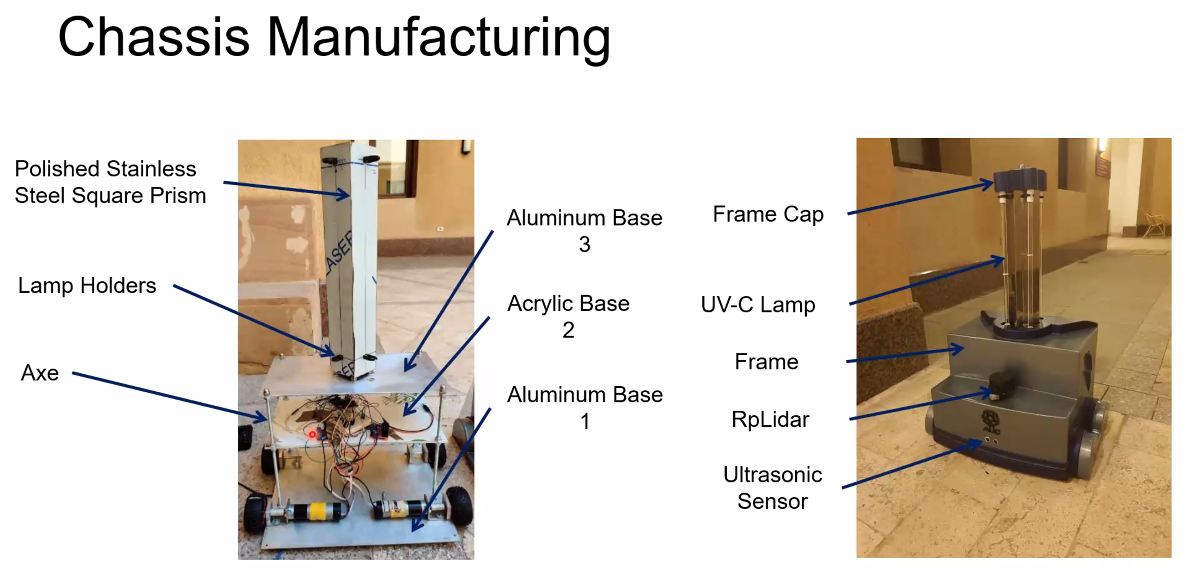 Chassis Manufacturing
Polished Stainless
Steel Square Prism
Lamp Holders
Axe
Aluminum Base
3
Acrylic Base
2
Aluminum Base
1
LASER
Frame Cap
UV-C Lamp
Frame
RpLidar
Ultrasonic
Sensor